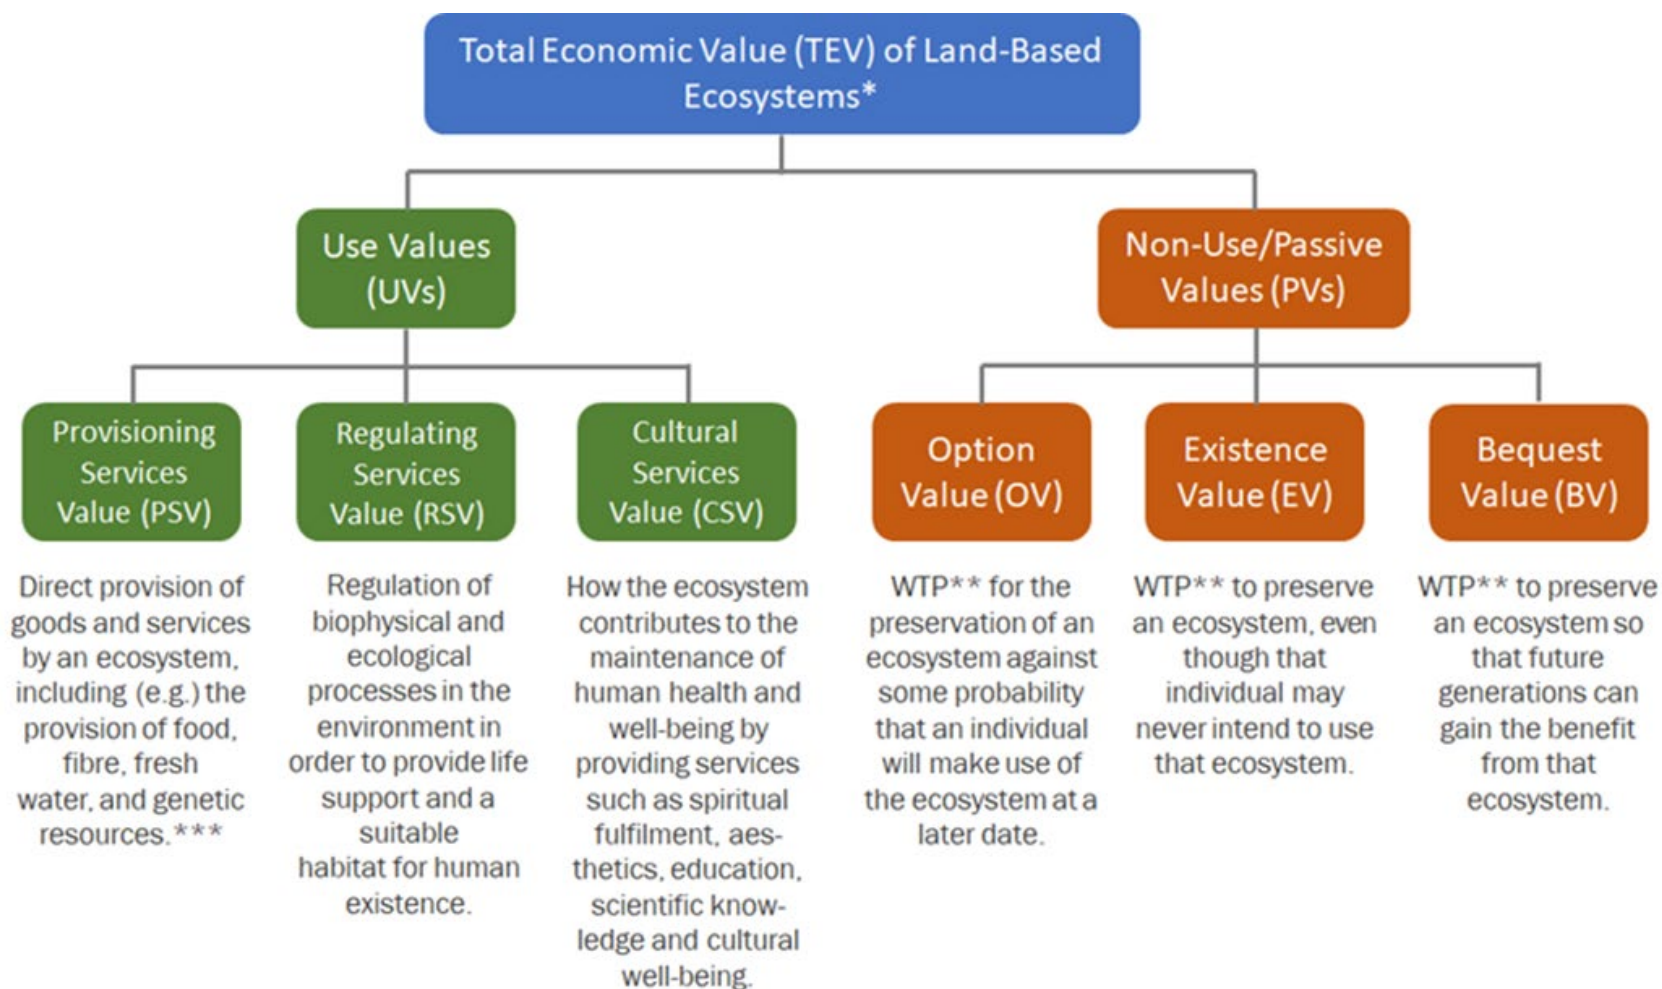 Total Economic Value (TEV) of Land-Based
Ecosystems*
Use Values
(UVs)
Non-Use/Passive
Values (PVs)
Provisioning
Services
Value (PSV)
Regulating
Services
Value (RSV)
Cultural
Services
Value (CSV)
Option
Value (OV)
Existence
Value (EV)
Bequest
Value (BV)
Direct provision of
goods and services
by an ecosystem,
including (e.g.) the
provision of food,
fibre, fresh
water, and genetic
resources.***
Regulation of
biophysical and
ecological
processes in the
environment in
order to provide life
support and a
suitable
habitat for human
existence.
How the ecosystem
contributes to the
maintenance of
human health and
well-being by
providing services
such as spiritual
fulfilment, aes-
thetics, education,
scientific know-
ledge and cultural
well-being.
WTP** for the
preservation of an
ecosystem against
some probability
that an individual
will make use of
the ecosystem at a
later date.
WTP** to preserve
an ecosystem, even
though that
individual may
never intend to use
that ecosystem.
WTP** to preserve
an ecosystem so
that future
generations can
gain the benefit
from that
ecosystem.